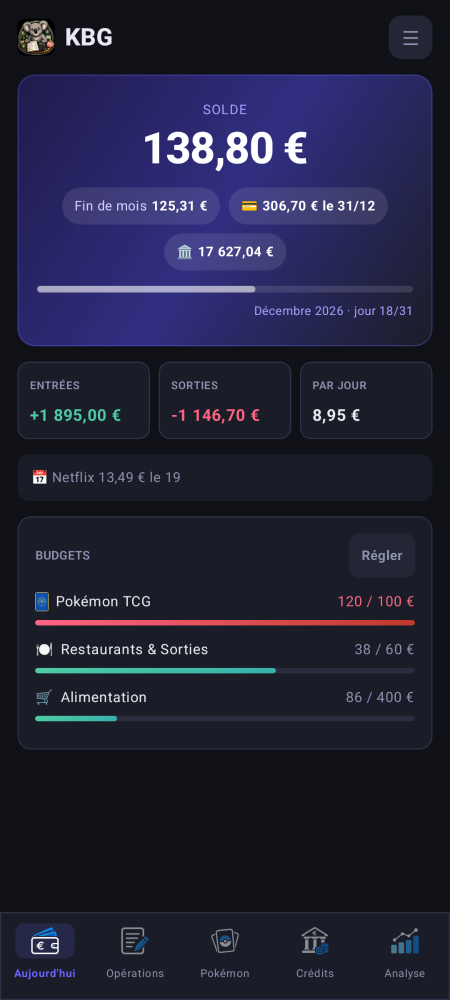 KBG
SOLDE
138,80 €
Fin de mois 125,31 €
306,70 € le 31/12
17 627,04 €
Décembre 2026 · jour 18/31
ENTRÉES
+1 895,00 €
SORTIES
-1 146,70 €
PAR JOUR
8,95 €
Netflix 13,49 € le 19
BUDGETS
Régler
Pokémon TCG
120 / 100 €
Restaurants & Sorties
38 / 60 €
Alimentation
86 / 400 €
Aujourd'hui
Opérations
Pokémon
Crédits
Analyse